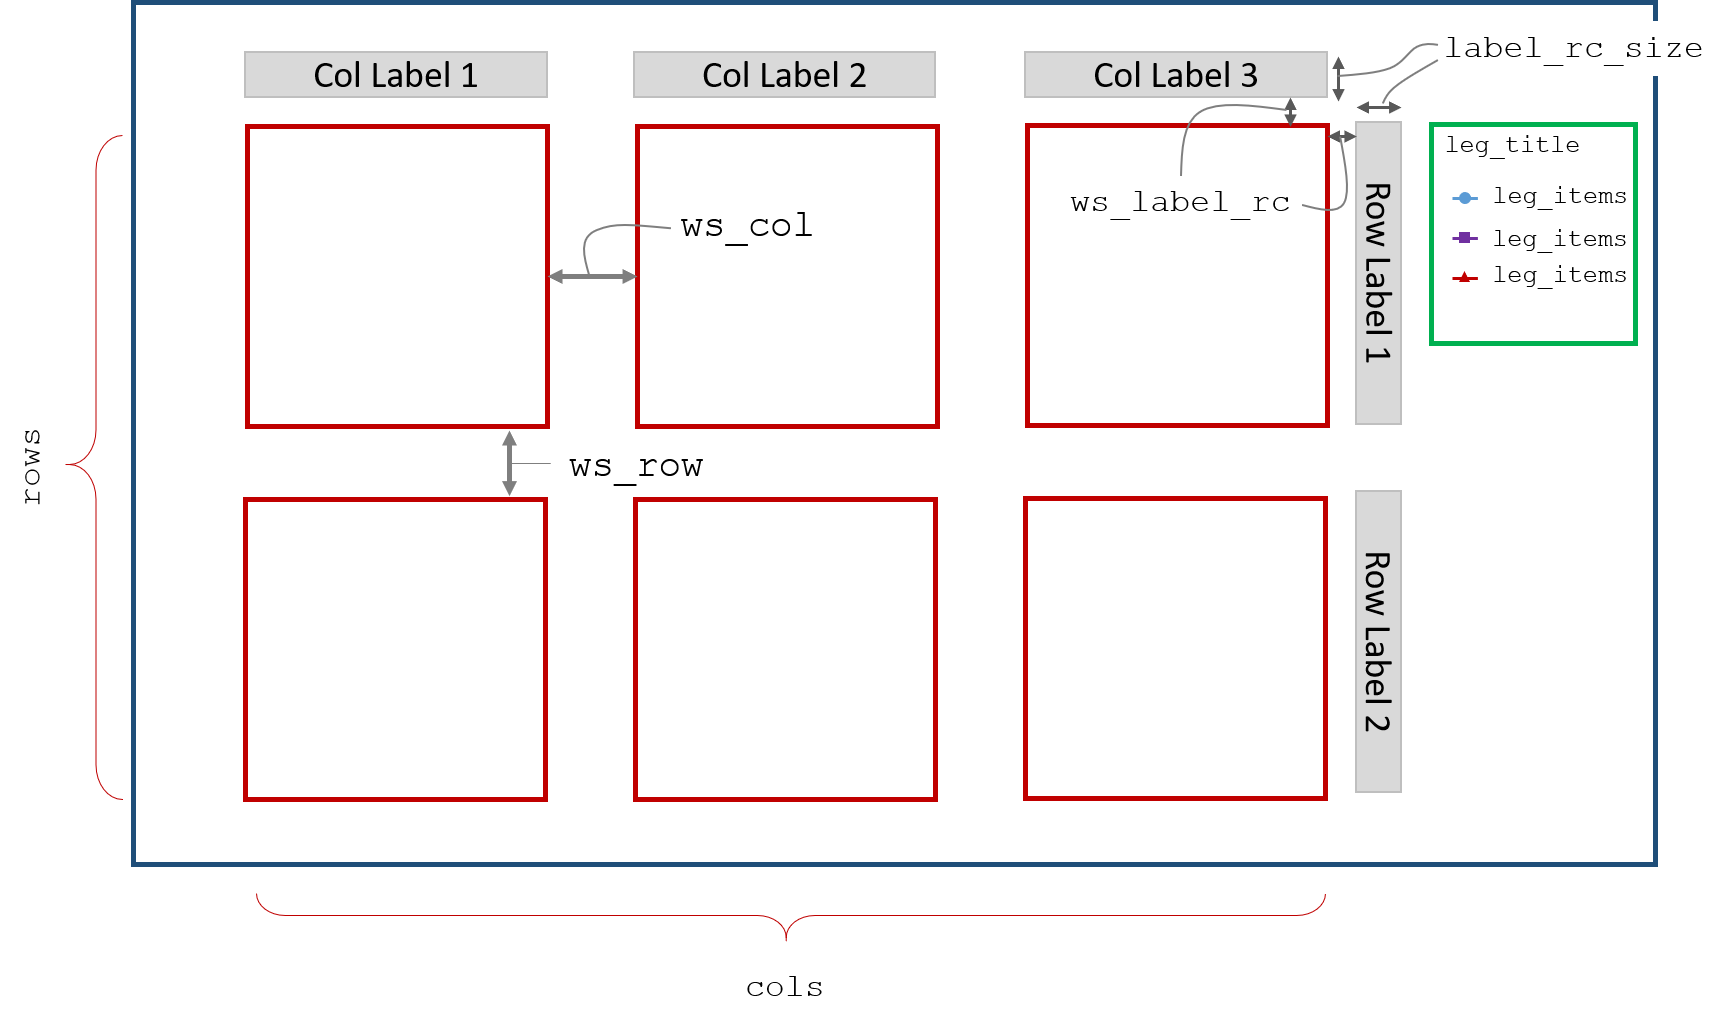 label_rc_size
Col Label 1
Col Label 2
Col Label 3
leg_title
leg_items
leg_items
leg_items
ws_label_rc
ws_col
Row Label 1
rows
ws_row
Row Label 2
cols